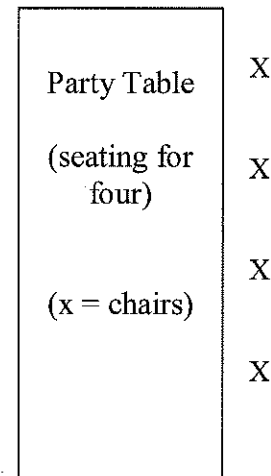 Party Table
X
(seating for
four)
X
(x = chairs)
X
X